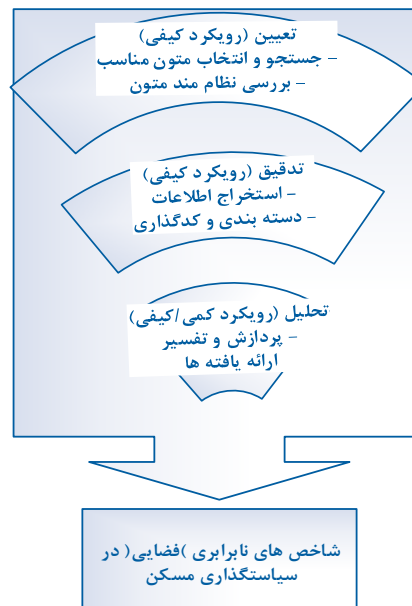 تعیین (رویکرد کیفی)
- جستجو و انتخاب متون مناسب
- بررسی نظام مند متون
تدقیق (رویکرد کیفی)
- استخراج اطلاعات
- دسته بندی و کدگذاری
تحلیل (رویکرد کمی/کیفی)
- پردازش و تفسیر
ارائه یافته ها
شاخص های نابرابری )فضایی( در
سیاستگذاری مسکن